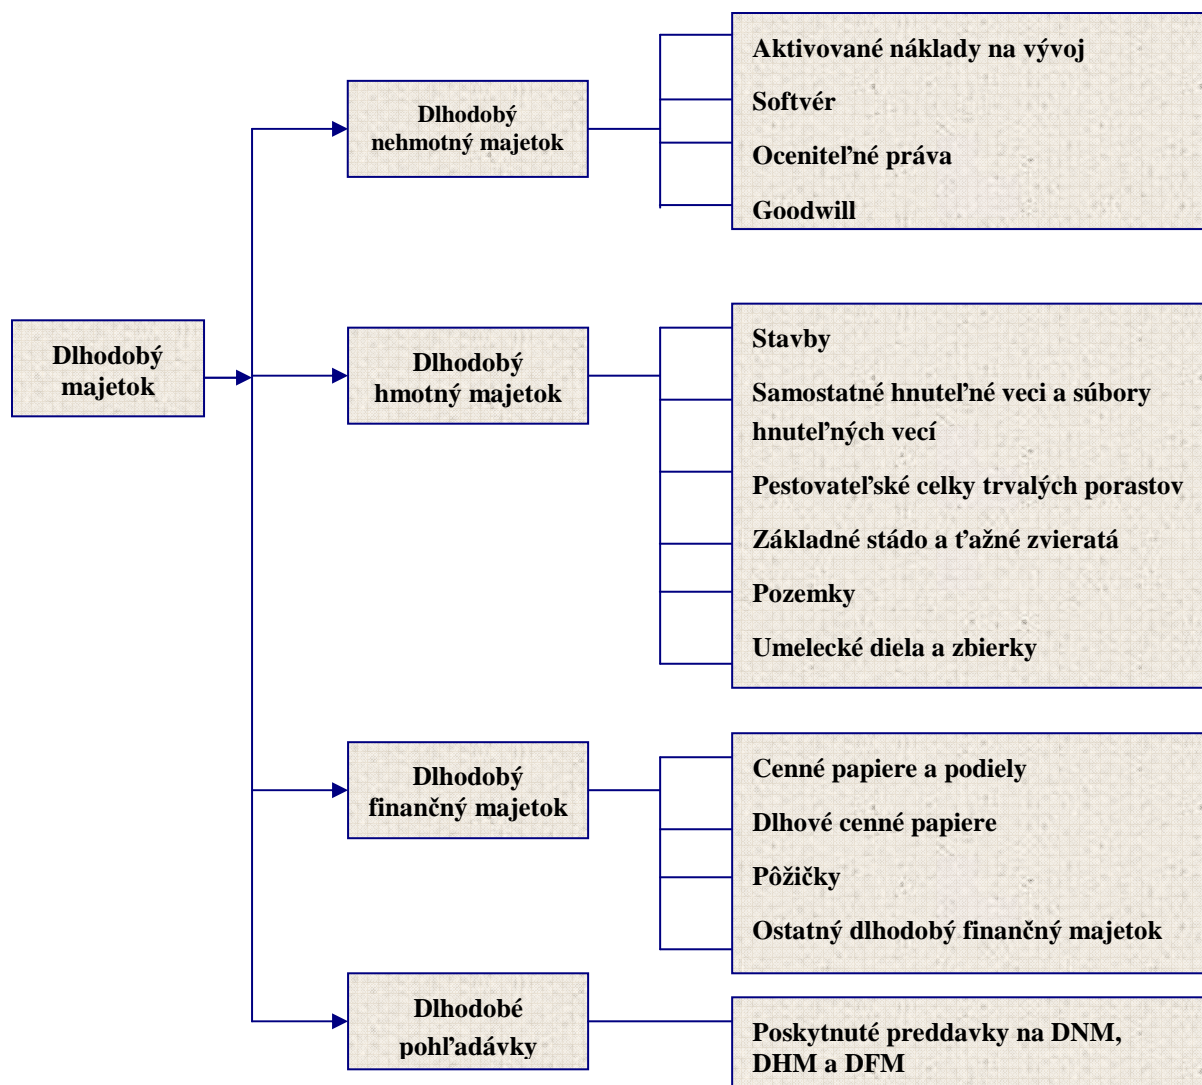 Dlhodobý
majetok
Dlhodobý
nehmotný majetok
Aktivované náklady na vývoj
Softvér
Oceniteľné práva
Goodwill
Dlhodobý
hmotný majetok
Stavby
Samostatné hnuteľné veci a súbory
hnuteľných vecí
Pestovateľské celky trvalých porastov
Základné stádo a ťažné zvieratá
Pozemky
Umelecké diela a zbierky
Dlhodobý
finančný majetok
Cenné papiere a podiely
Dlhové cenné papiere
Pôžičky
Ostatný dlhodobý finančný majetok
Dlhodobé
pohľadávky
Poskytnuté preddavky na DNM,
DHM a DFM